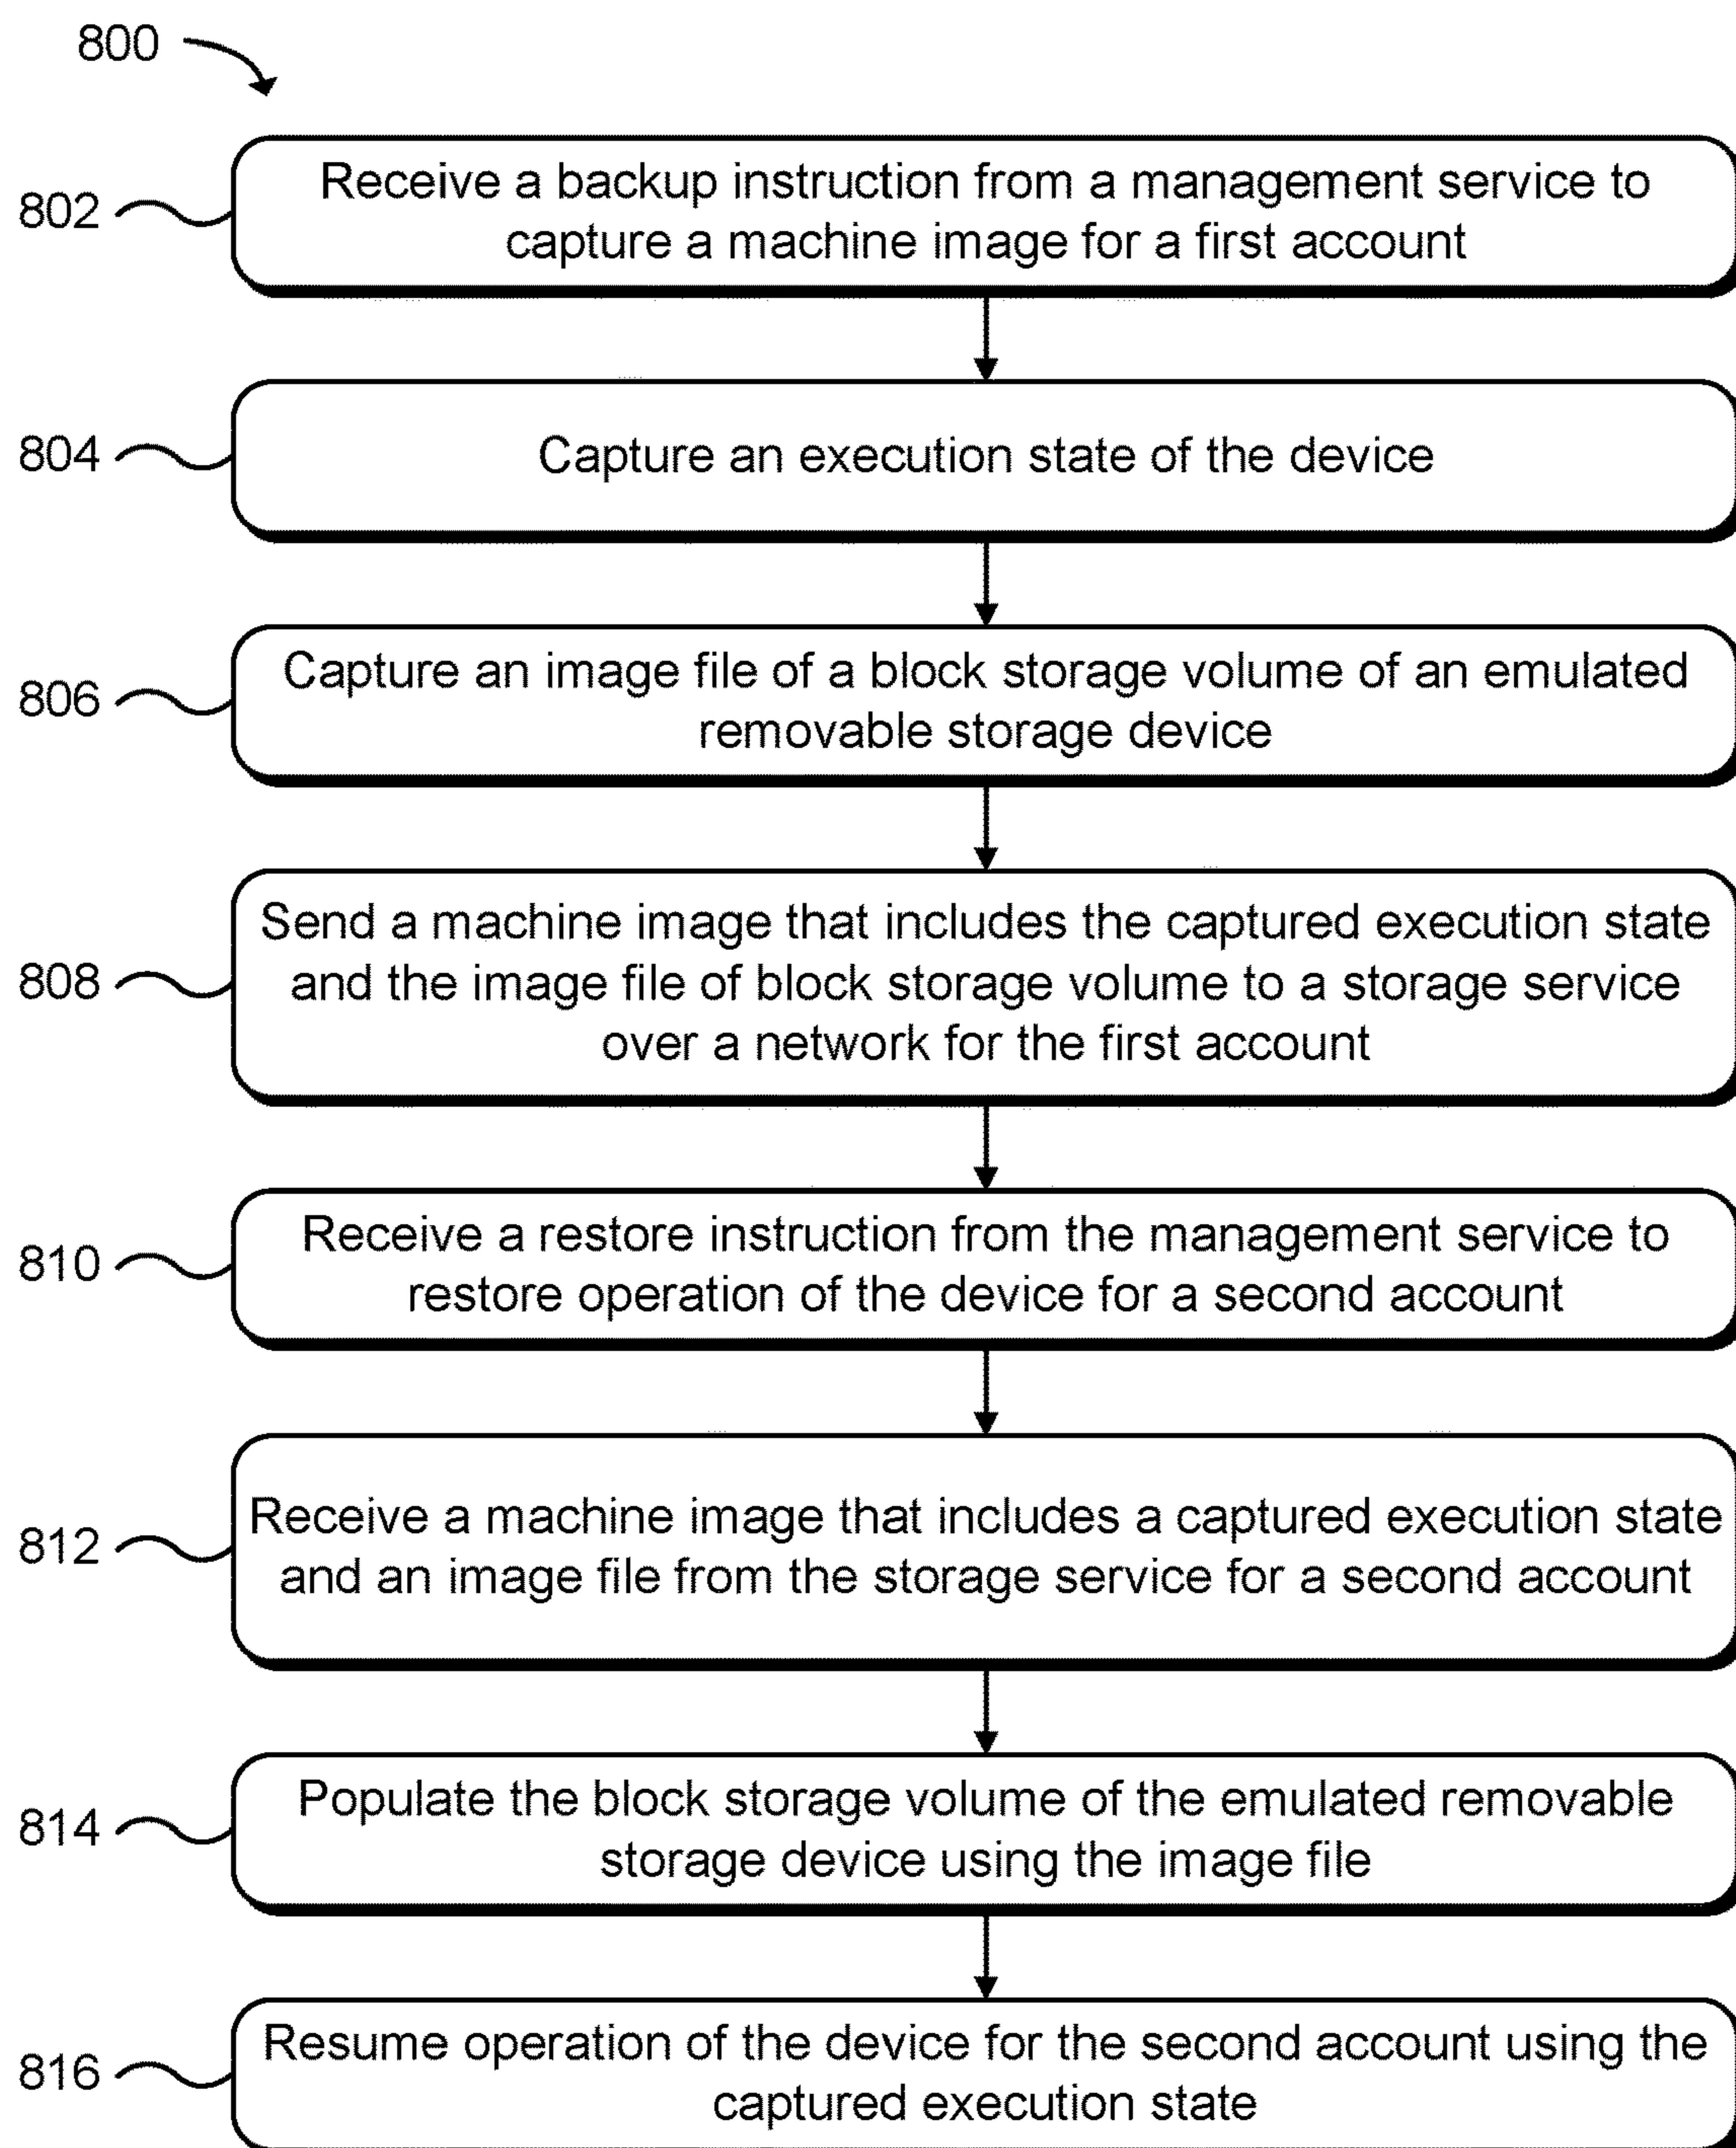 800
802
Receive a backup instruction from a management service to
capture a machine image for a first account
804
Capture an execution state of the device
806
Capture an image file of a block storage volume of an emulated
removable storage device
808
Send a machine image that includes the captured execution state
and the image file of block storage volume to a storage service
over a network for the first account
810
Receive a restore instruction from the management service to
restore operation of the device for a second account
812
Receive a machine image that includes a captured execution state
and an image file from the storage service for a second account
814
Populate the block storage volume of the emulated removable
storage device using the image file
816
Resume operation of the device for the second account using the
captured execution state